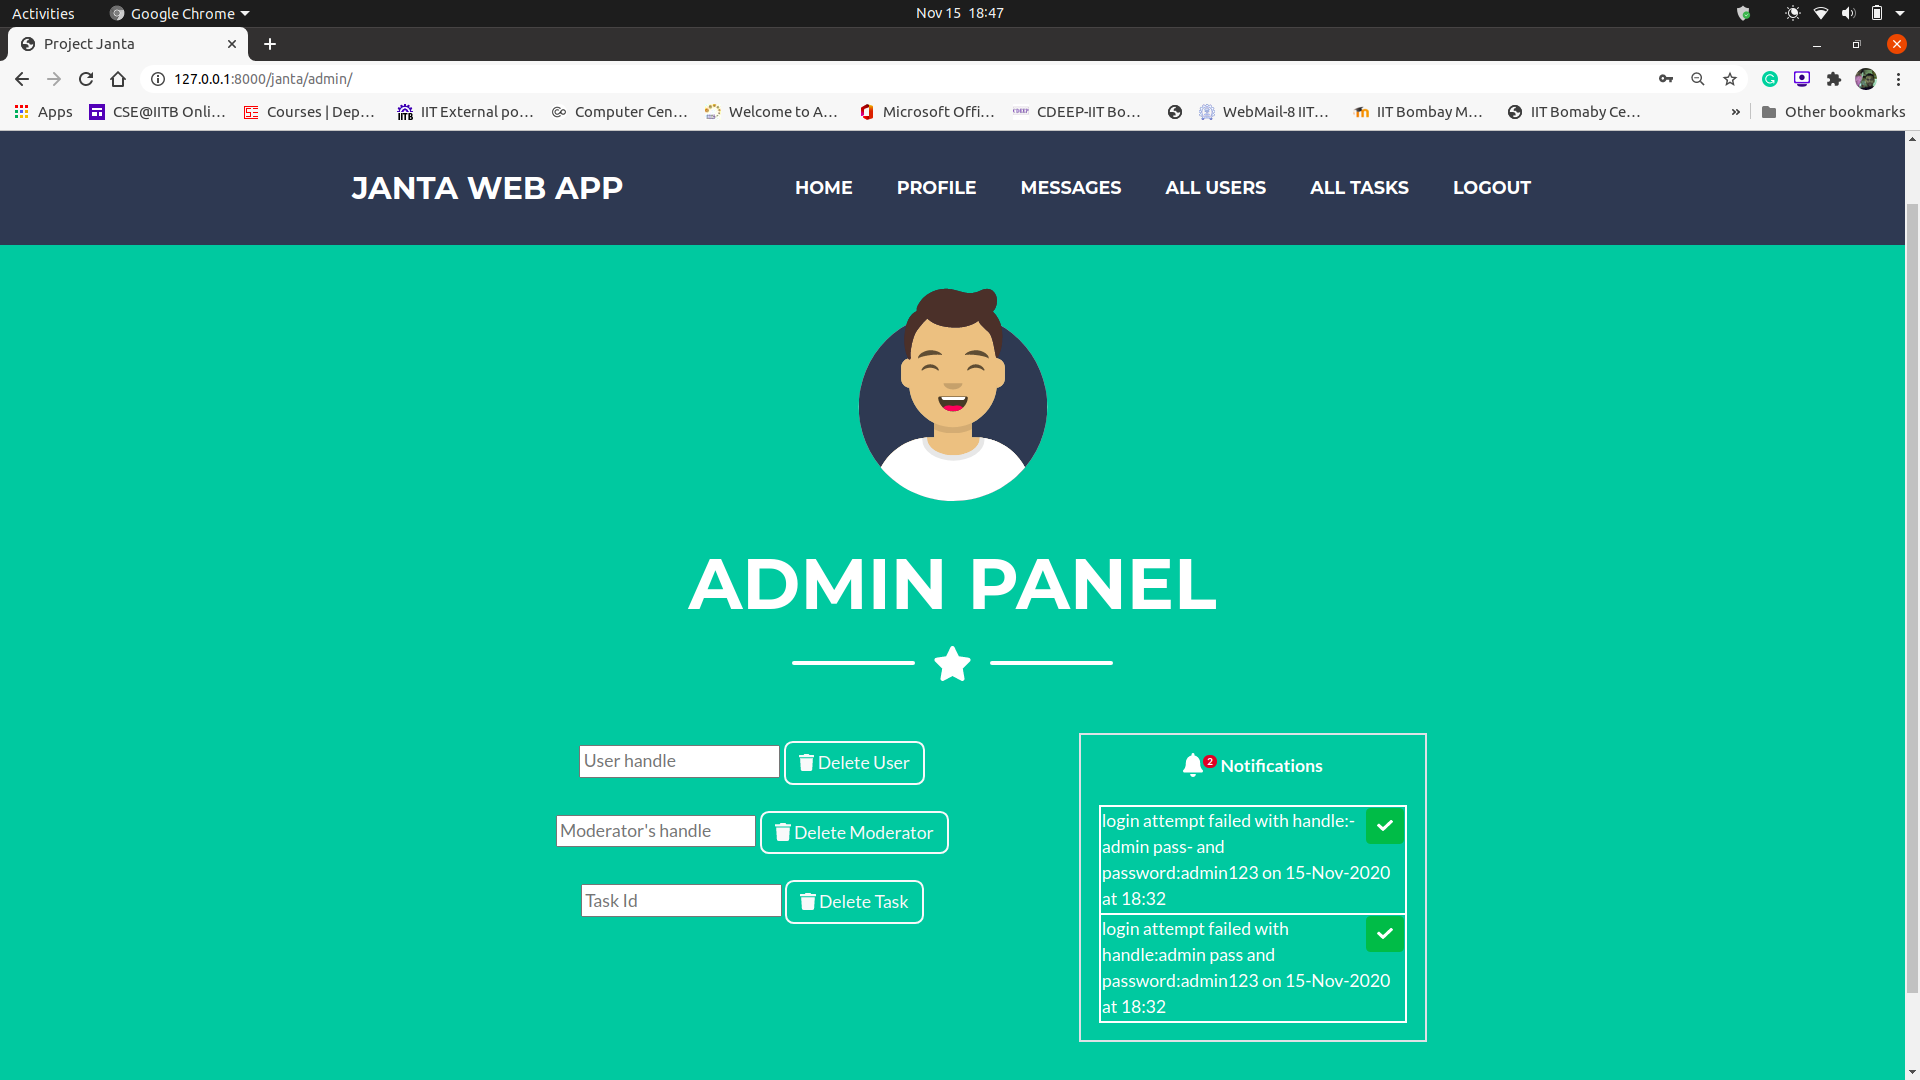 Activities Google Chrome Nov 15 18:47
Project Janta
127.0.0.1:8000/janta/admin/
Apps CSE@IITB Onli... Courses | Dep... IIT External po... Computer Cen... Welcome to A... Microsoft Offi... CDEEP-IIT Bo... WebMail-8 IIT... IIT Bombay M... IIT Bomaby Ce... » Other bookmarks
JANTA WEB APP HOME PROFILE MESSAGES ALL USERS ALL TASKS LOGOUT
ADMIN PANEL
User handle Delete User
Moderator's handle Delete Moderator
Task Id Delete Task
2 Notifications
login attempt failed with handle:-
admin pass- and
password:admin123 on 15-Nov-2020
at 18:32
login attempt failed with
handle:admin pass and
password:admin123 on 15-Nov-2020
at 18:32